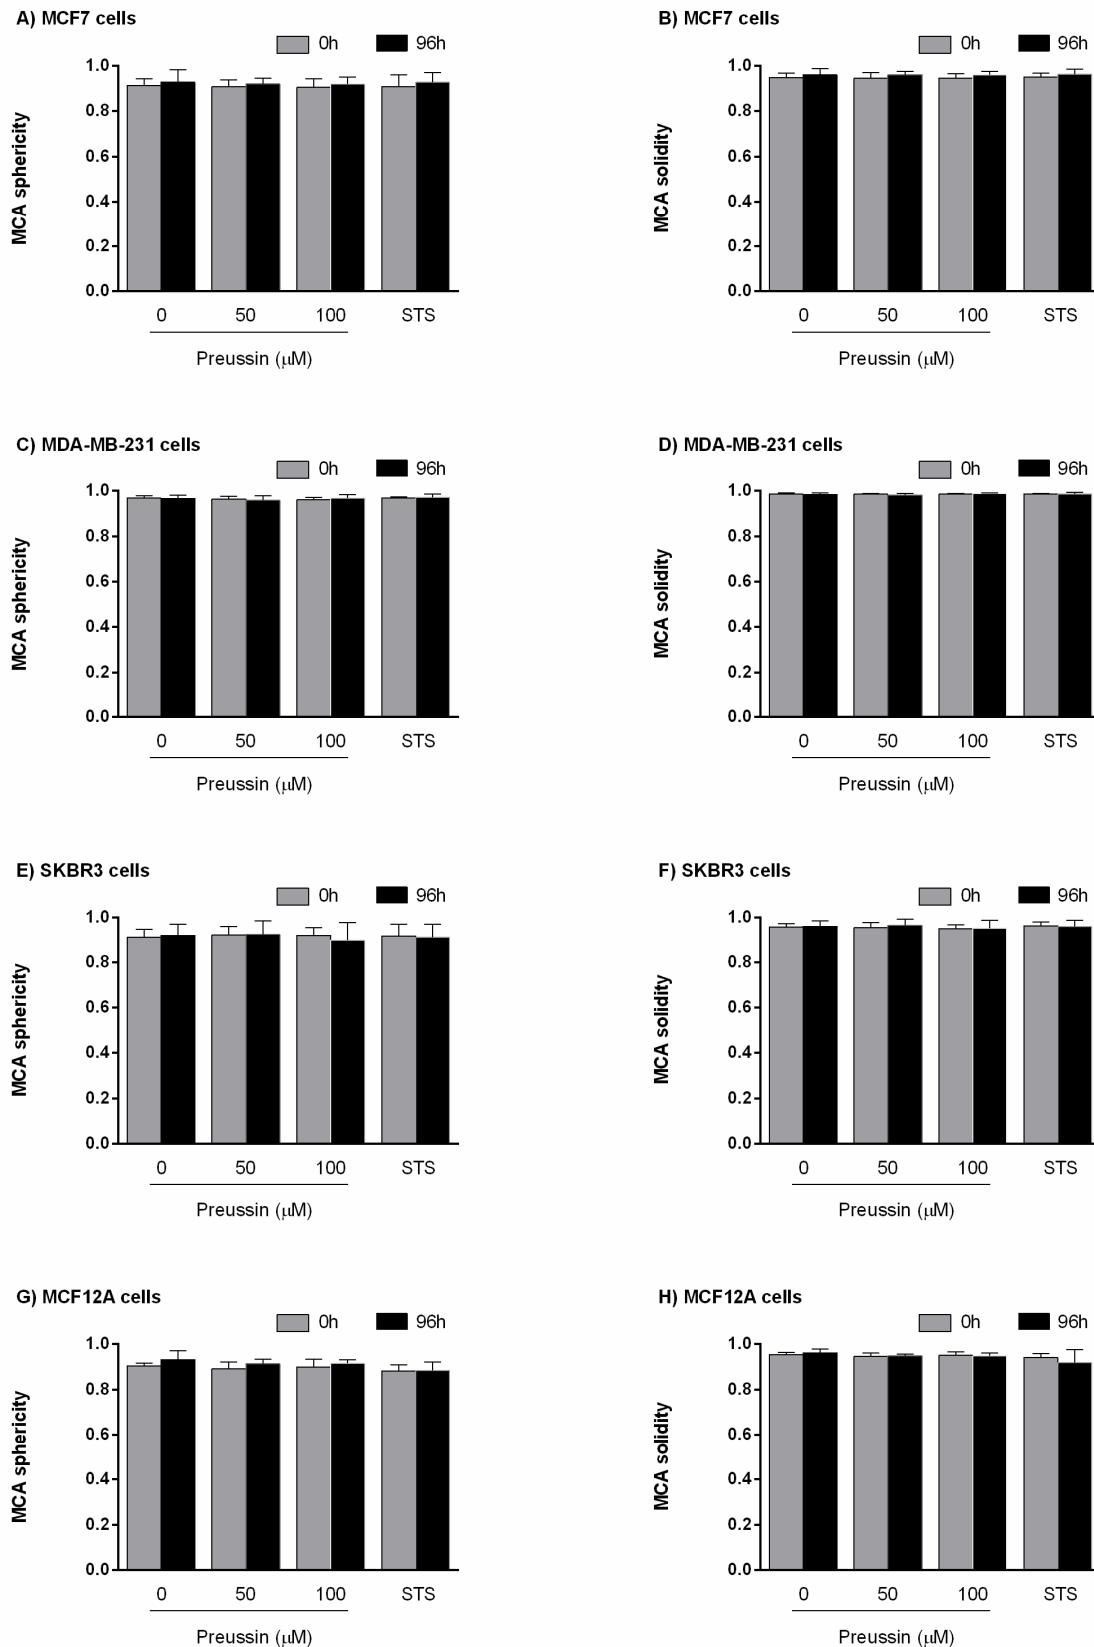 A) MCF7 cells
0h 96h
MCA sphericity
1.0
0.8
0.6
0.4
0.2
0.0
0 50 100 STS
Preussin (μM)
B) MCF7 cells
0h 96h
MCA solidity
1.0
0.8
0.6
0.4
0.2
0.0
0 50 100 STS
Preussin (μM)
C) MDA-MB-231 cells
0h 96h
MCA sphericity
1.0
0.8
0.6
0.4
0.2
0.0
0 50 100 STS
Preussin (μM)
D) MDA-MB-231 cells
0h 96h
MCA solidity
1.0
0.8
0.6
0.4
0.2
0.0
0 50 100 STS
Preussin (μM)
E) SKBR3 cells
0h 96h
MCA sphericity
1.0
0.8
0.6
0.4
0.2
0.0
0 50 100 STS
Preussin (μM)
F) SKBR3 cells
0h 96h
MCA solidity
1.0
0.8
0.6
0.4
0.2
0.0
0 50 100 STS
Preussin (μM)
G) MCF12A cells
0h 96h
MCA sphericity
1.0
0.8
0.6
0.4
0.2
0.0
0 50 100 STS
Preussin (μM)
H) MCF12A cells
0h 96h
MCA solidity
1.0
0.8
0.6
0.4
0.2
0.0
0 50 100 STS
Preussin (μM)